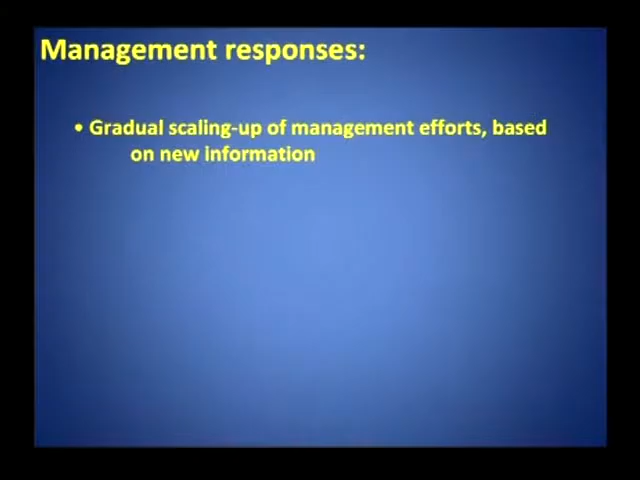 Management responses:
• Gradual scaling-up of management efforts, based
on new information